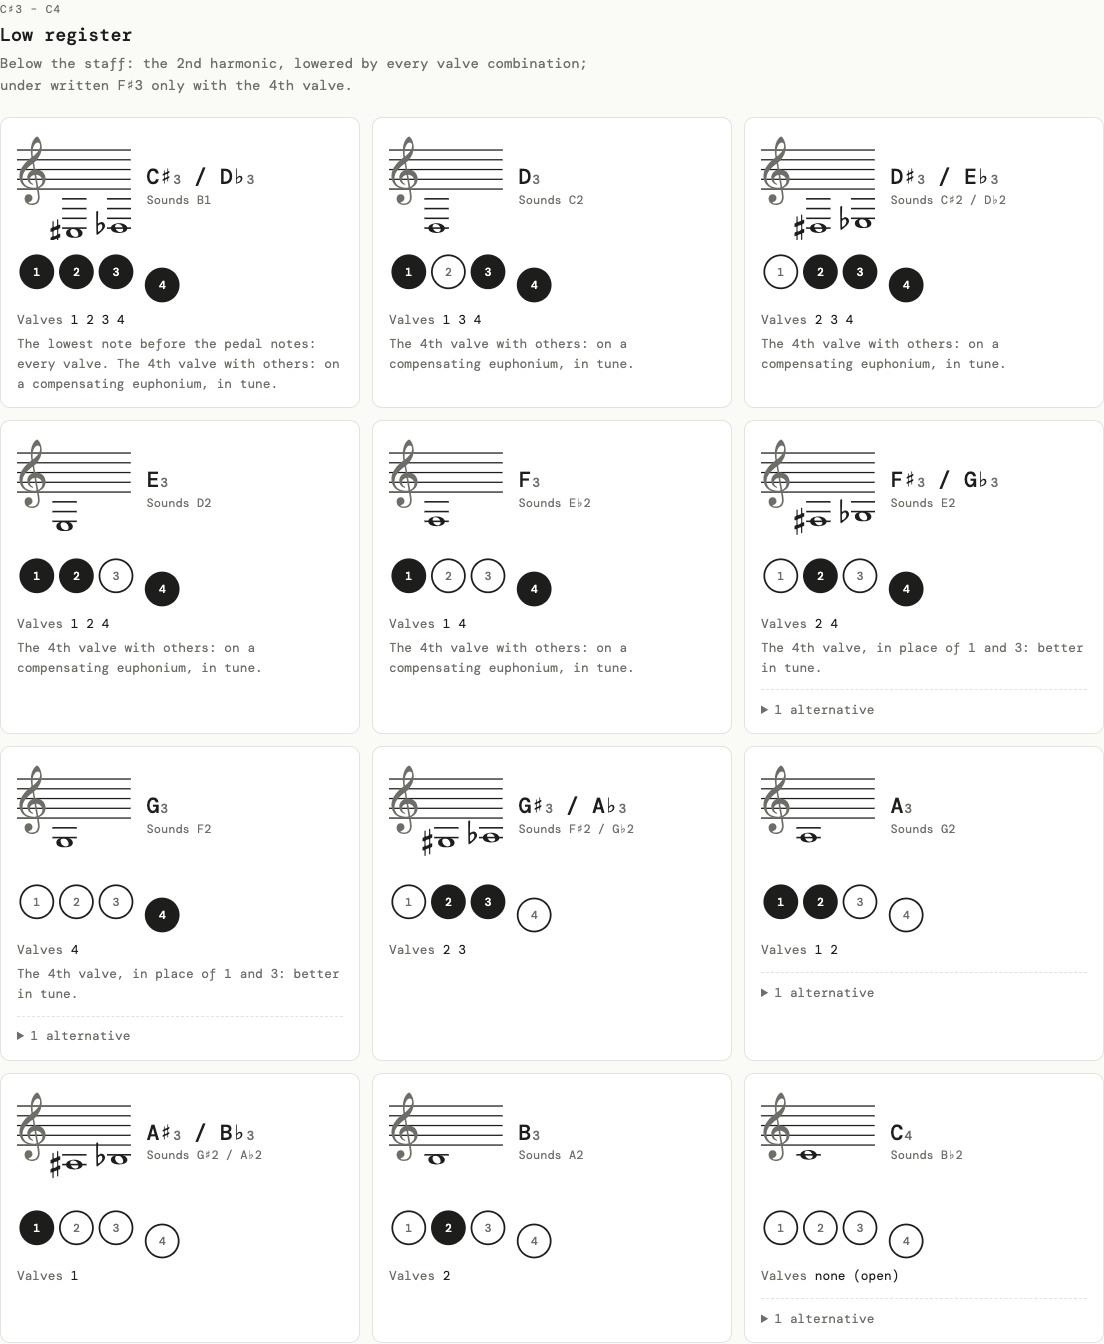 C♯3 – C4
Low register
Below the staff: the 2nd harmonic, lowered by every valve combination;
under written F♯3 only with the 4th valve.
C♯3 / D♭3
Sounds B1
1 2 3 4
Valves 1 2 3 4
The lowest note before the pedal notes:
every valve. The 4th valve with others: on
a compensating euphonium, in tune.
D3
Sounds C2
1 2 3 4
Valves 1 3 4
The 4th valve with others: on a
compensating euphonium, in tune.
D♯3 / E♭3
Sounds C♯2 / D♭2
1 2 3 4
Valves 2 3 4
The 4th valve with others: on a
compensating euphonium, in tune.
E3
Sounds D2
1 2 3 4
Valves 1 2 4
The 4th valve with others: on a
compensating euphonium, in tune.
F3
Sounds E♭2
1 2 3 4
Valves 1 4
The 4th valve with others: on a
compensating euphonium, in tune.
F♯3 / G♭3
Sounds E2
1 2 3 4
Valves 2 4
The 4th valve, in place of 1 and 3: better
in tune.
▶ 1 alternative
G3
Sounds F2
1 2 3 4
Valves 4
The 4th valve, in place of 1 and 3: better
in tune.
▶ 1 alternative
G♯3 / A♭3
Sounds F♯2 / G♭2
1 2 3 4
Valves 2 3
A3
Sounds G2
1 2 3 4
Valves 1 2
▶ 1 alternative
A♯3 / B♭3
Sounds G♯2 / A♭2
1 2 3 4
Valves 1
B3
Sounds A2
1 2 3 4
Valves 2
C4
Sounds B♭2
1 2 3 4
Valves none (open)
▶ 1 alternative